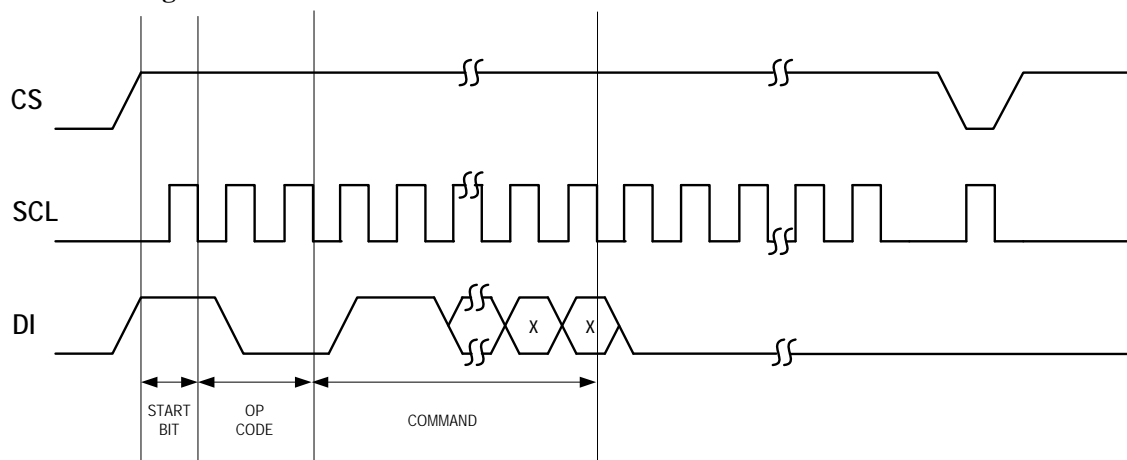 CS
SCL
DI
X
X
START
BIT
OP
CODE
COMMAND